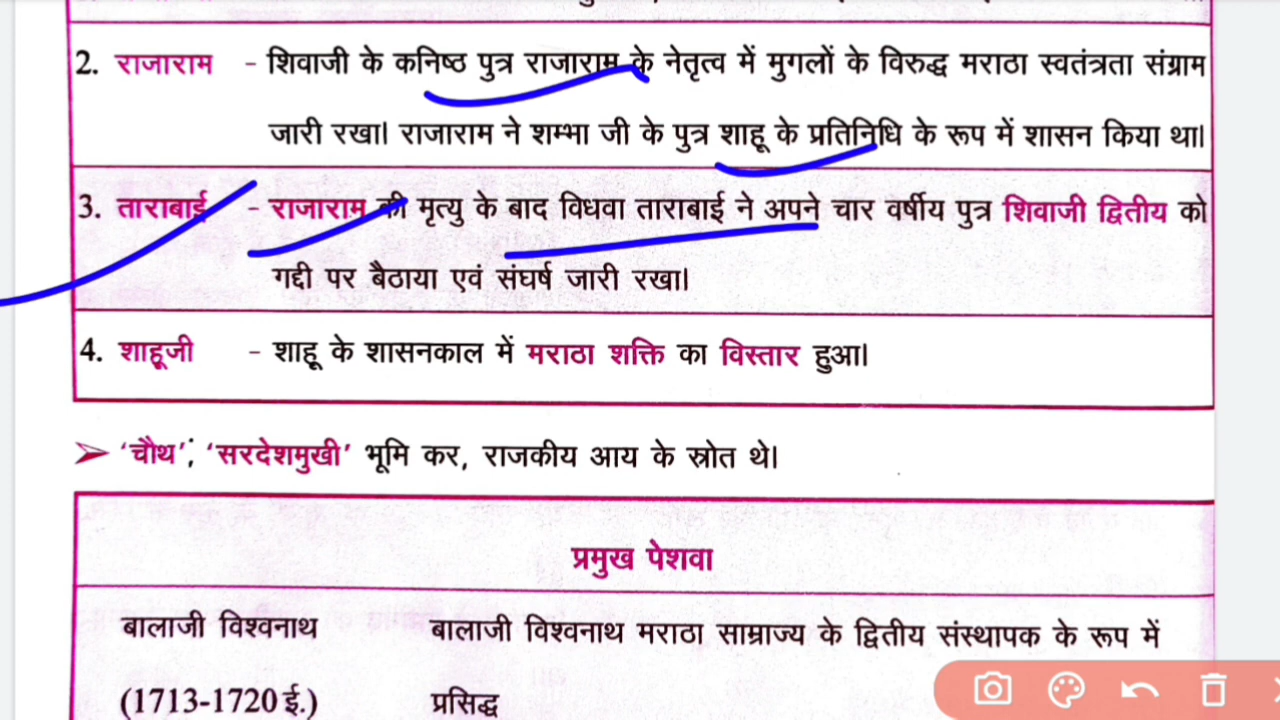 2. राजाराम - शिवाजी के कनिष्ठ पुत्र राजाराम के नेतृत्व में मुगलों के विरुद्ध मराठा स्वतंत्रता संग्राम
जारी रखा। राजाराम ने शम्भा जी के पुत्र शाहू के प्रतिनिधि के रूप में शासन किया था।
3. ताराबाई - राजाराम की मृत्यु के बाद विधवा ताराबाई ने अपने चार वर्षीय पुत्र शिवाजी द्वितीय को
गद्दी पर बैठाया एवं संघर्ष जारी रखा।
4. शाहूजी - शाहू के शासनकाल में मराठा शक्ति का विस्तार हुआ।
➢ 'चौथ', 'सरदेशमुखी' भूमि कर, राजकीय आय के स्रोत थे।
प्रमुख पेशवा
बालाजी विश्वनाथ बालाजी विश्वनाथ मराठा साम्राज्य के द्वितीय संस्थापक के रूप में
(1713-1720 ई.) प्रसिद्ध